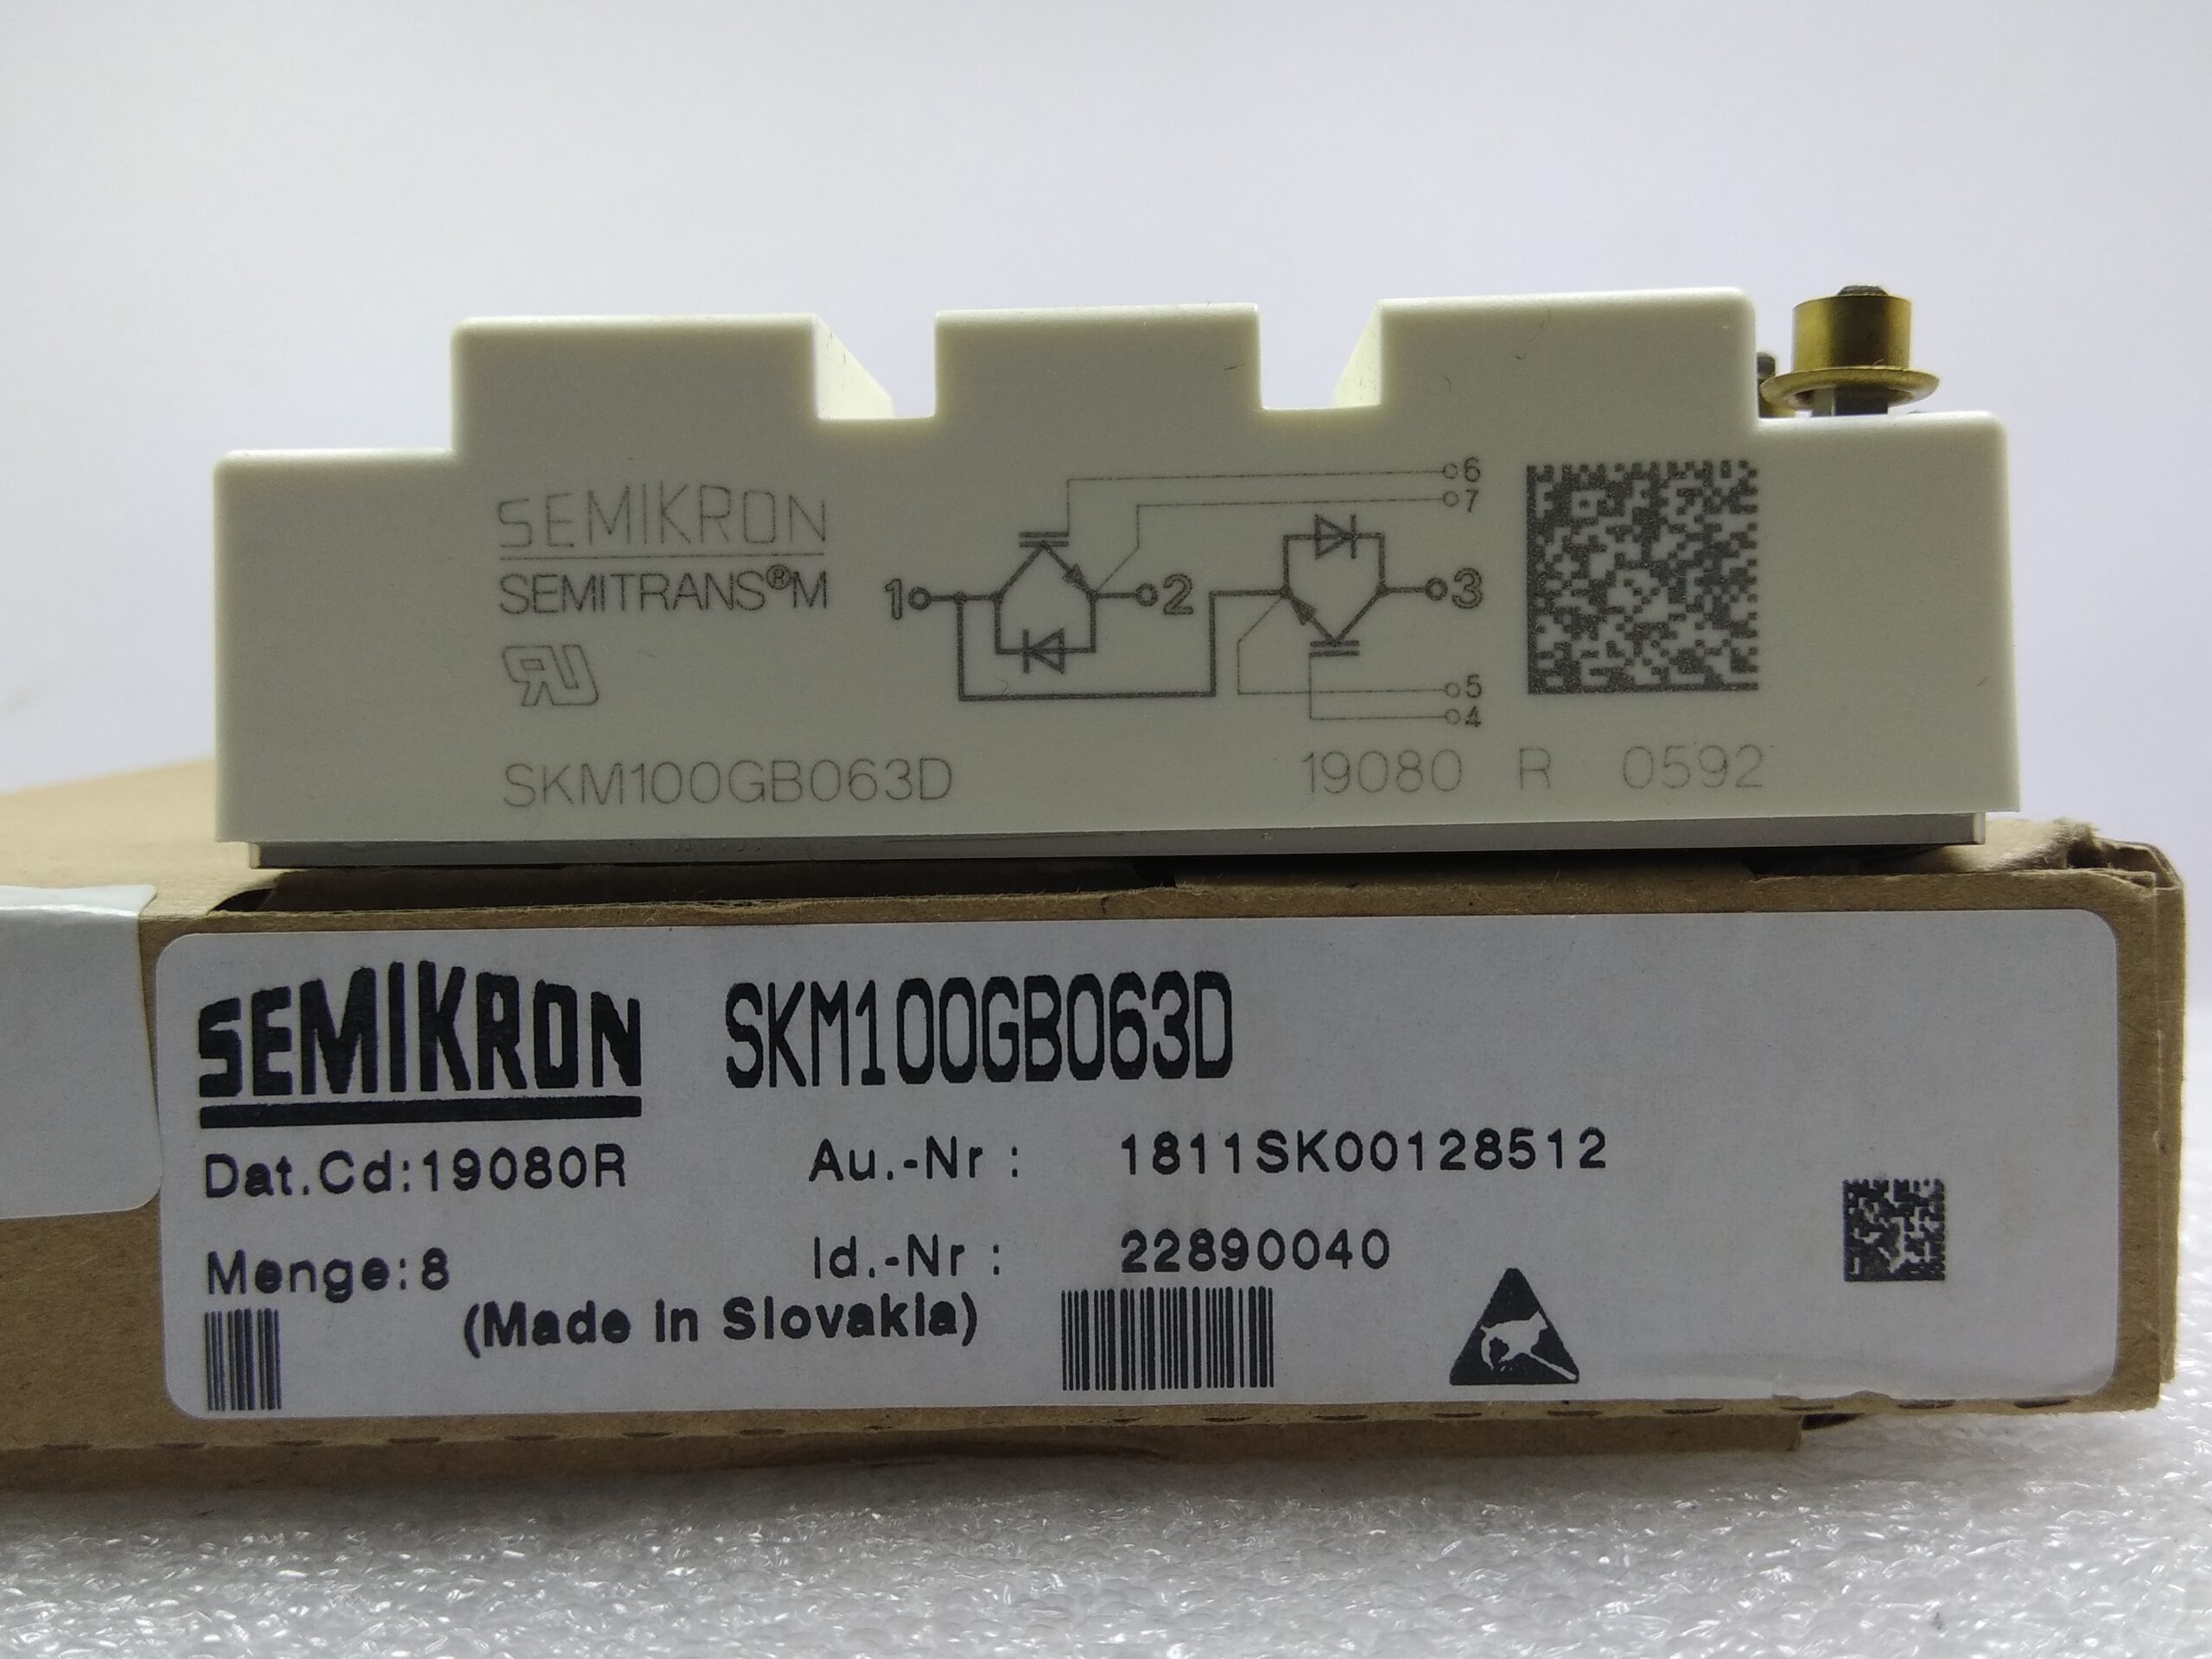 SEMIKRON
SEMITRANS®M
RU
SKM100GB063D
1
2
3
6
7
5
4
19080 R 0592
SEMIKRON
SKM100GB063D
Dat.Cd:19080R
Au.-Nr : 1811SK00128512
Menge:8
Id.-Nr : 22890040
(Made in Slovakia)